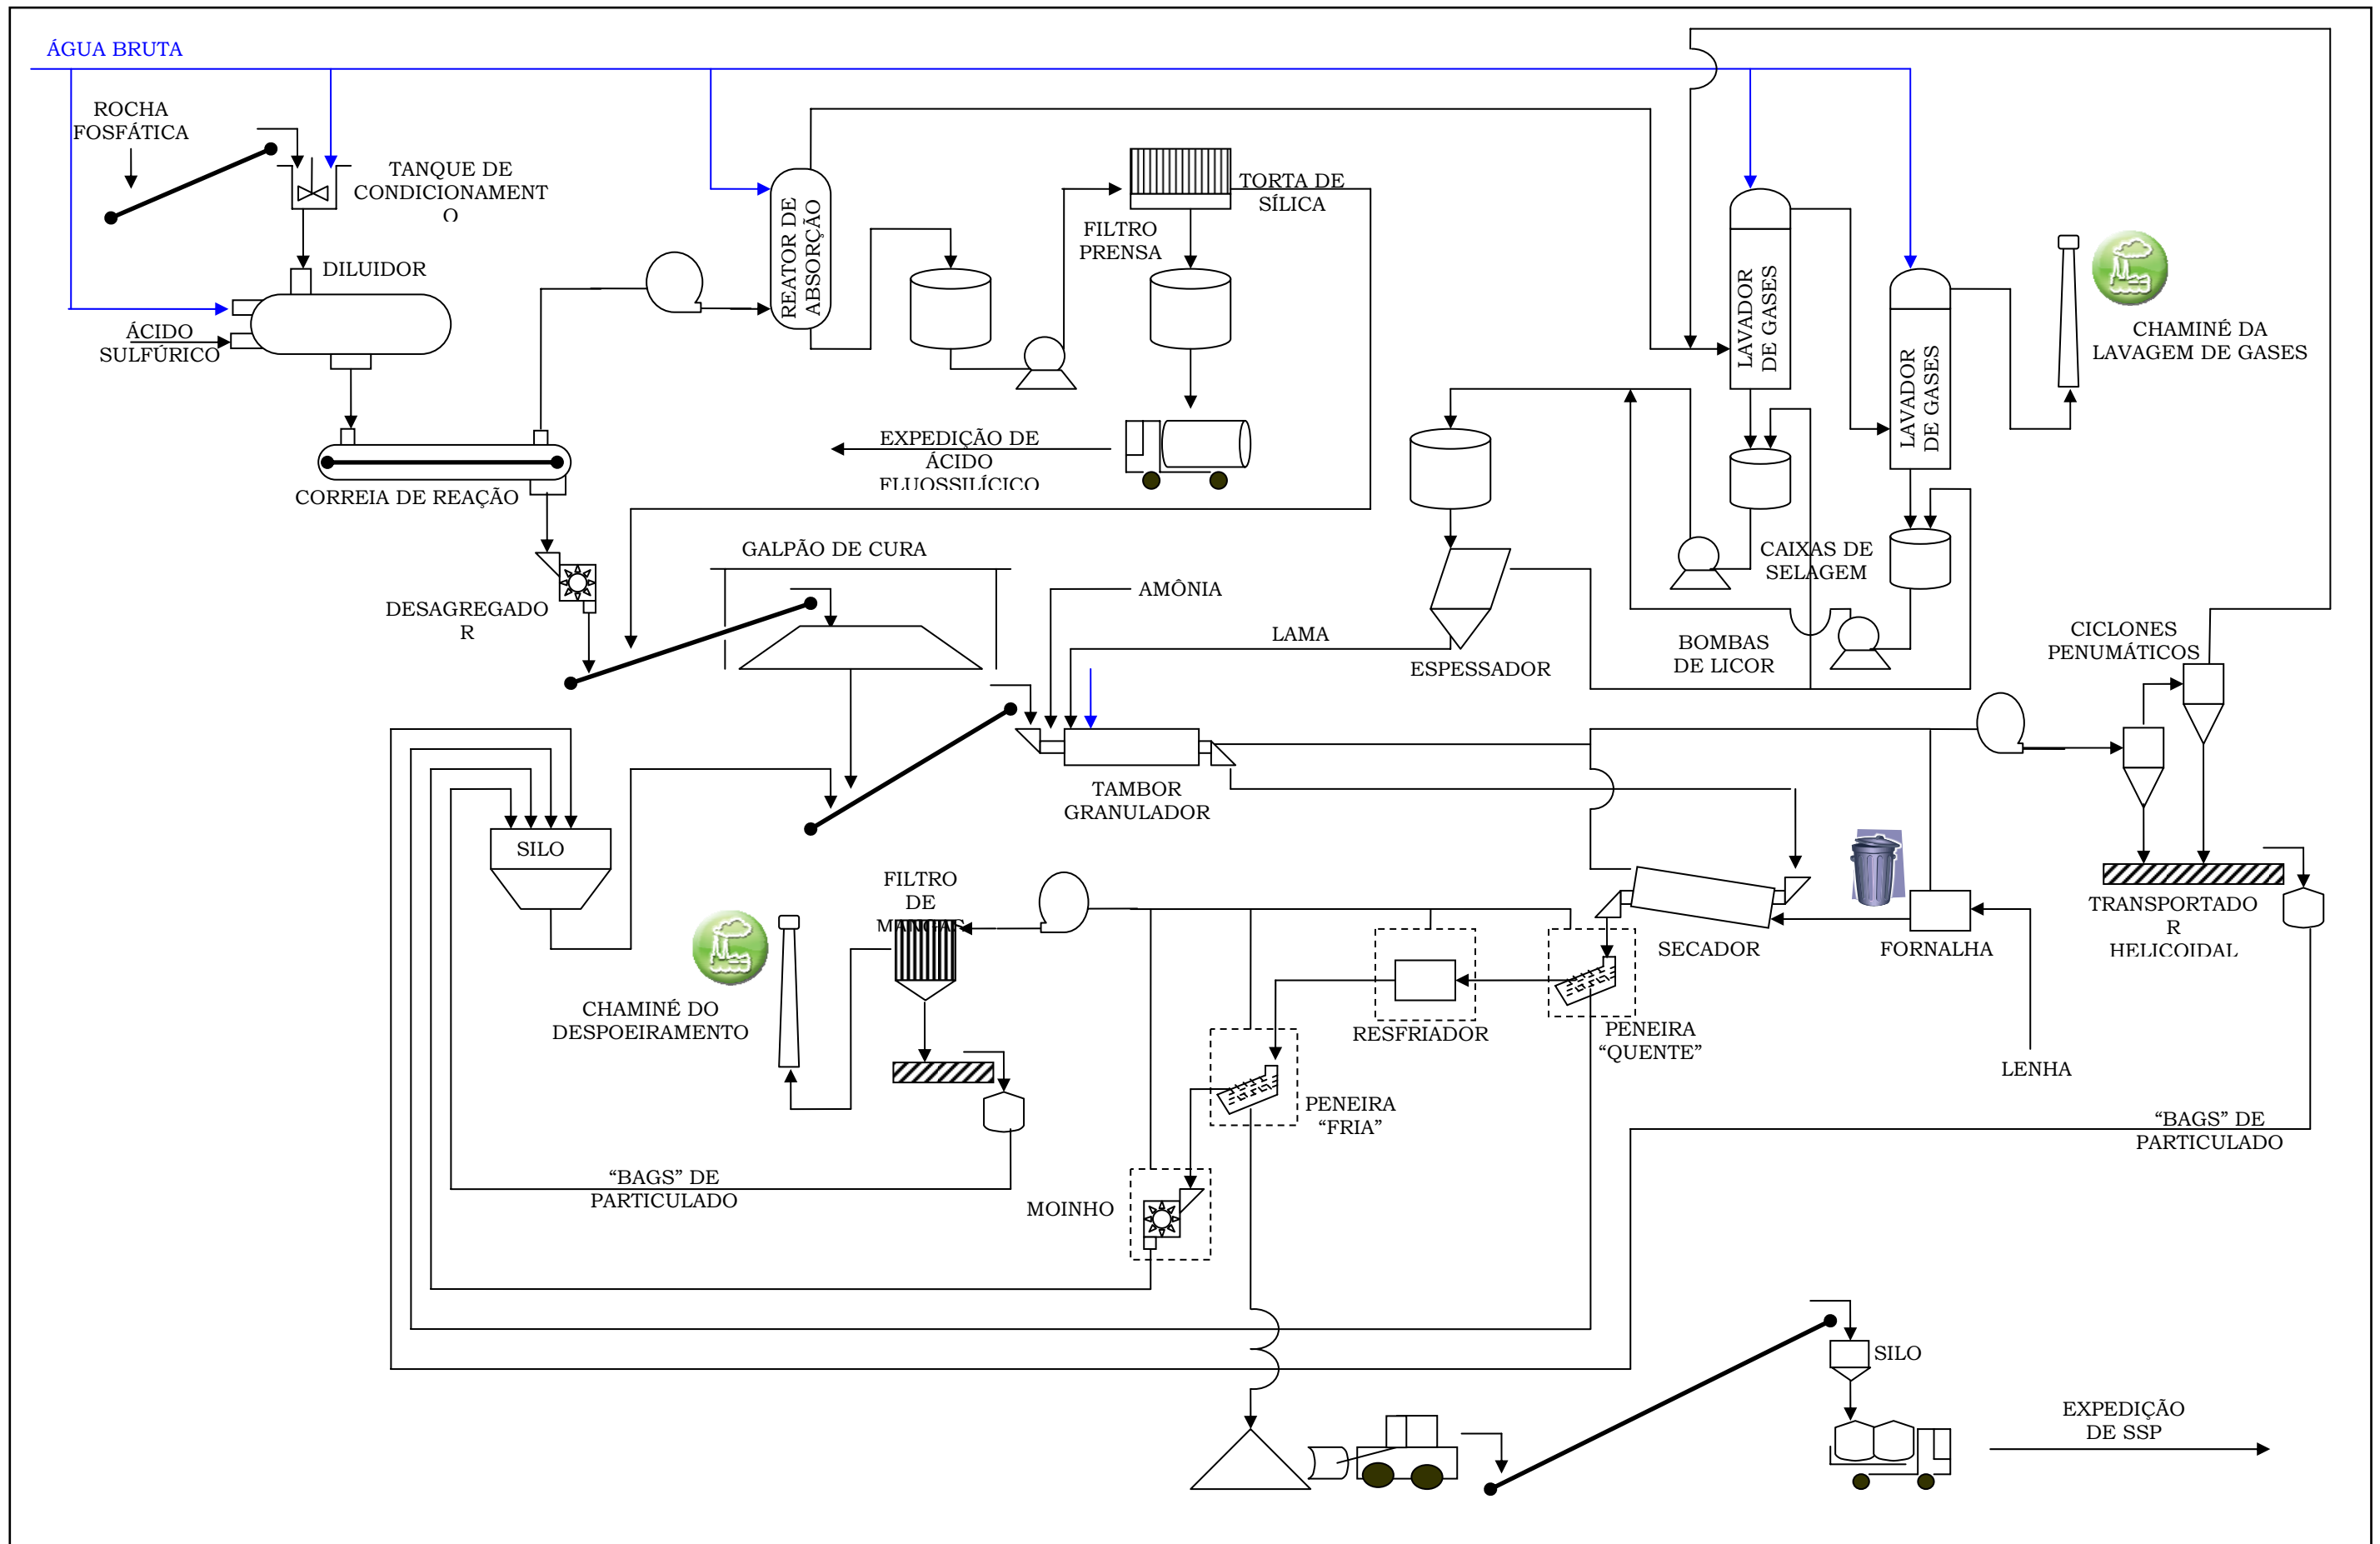 ÁGUA BRUTA
ROCHA
FOSFÁTICA
TANQUE DE
CONDICIONAMENT
O
TORTA DE
SÍLICA
FILTRO
PRENSA
REATOR DE
ABSORÇÃO
DILUIDOR
ÁCIDO
SULFÚRICO
LAVADOR
DE GASES
LAVADOR
DE GASES
CHAMINÉ DA
LAVAGEM DE GASES
EXPEDIÇÃO DE
ÁCIDO
FLUOSSILÍCICO
CORREIA DE REAÇÃO
GALPÃO DE CURA
CAIXAS DE
SELAGEM
DESAGREGADO
R
AMÔNIA
LAMA
ESPESSADOR
BOMBAS
DE LICOR
CICLONES
PENUMÁTICOS
TAMBOR
GRANULADOR
SILO
FILTRO
DE
MANGAS
SECADOR
FORNALHA
TRANSPORTADO
R
HELICOIDAL
CHAMINÉ DO
DESPOEIRAMENTO
RESFRIADOR
PENEIRA
“QUENTE”
LENHA
PENEIRA
“FRIA”
“BAGS” DE
PARTICULADO
“BAGS” DE
PARTICULADO
MOINHO
SILO
EXPEDIÇÃO
DE SSP